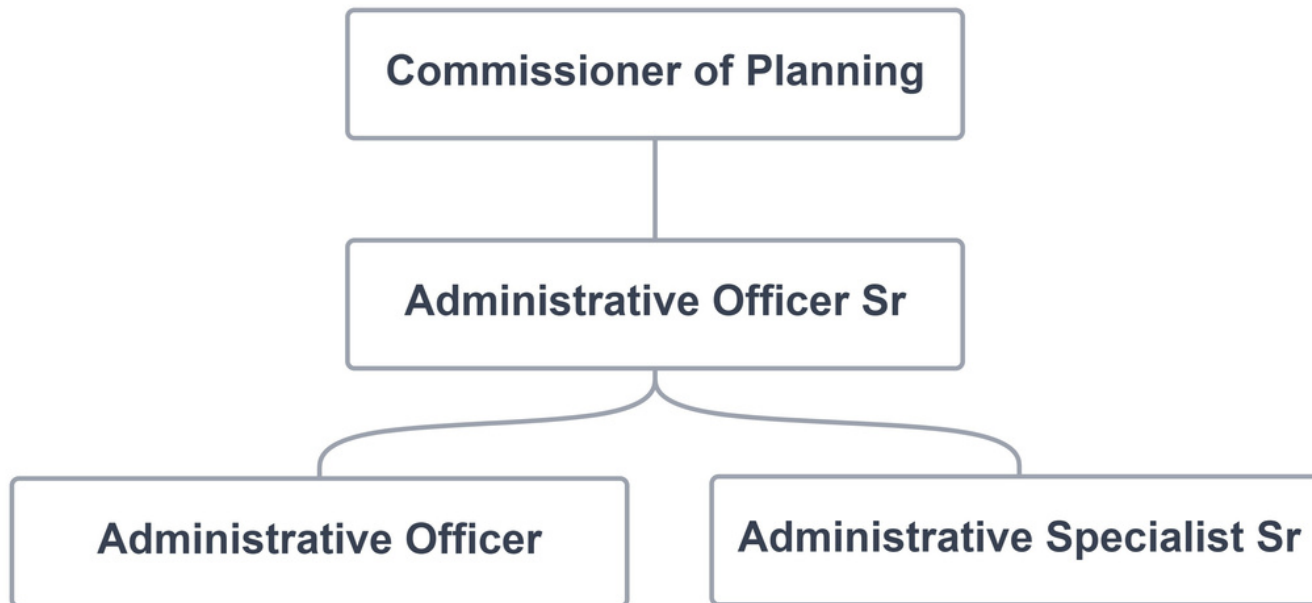 Commissioner of Planning
Administrative Officer Sr
Administrative Officer
Administrative Specialist Sr